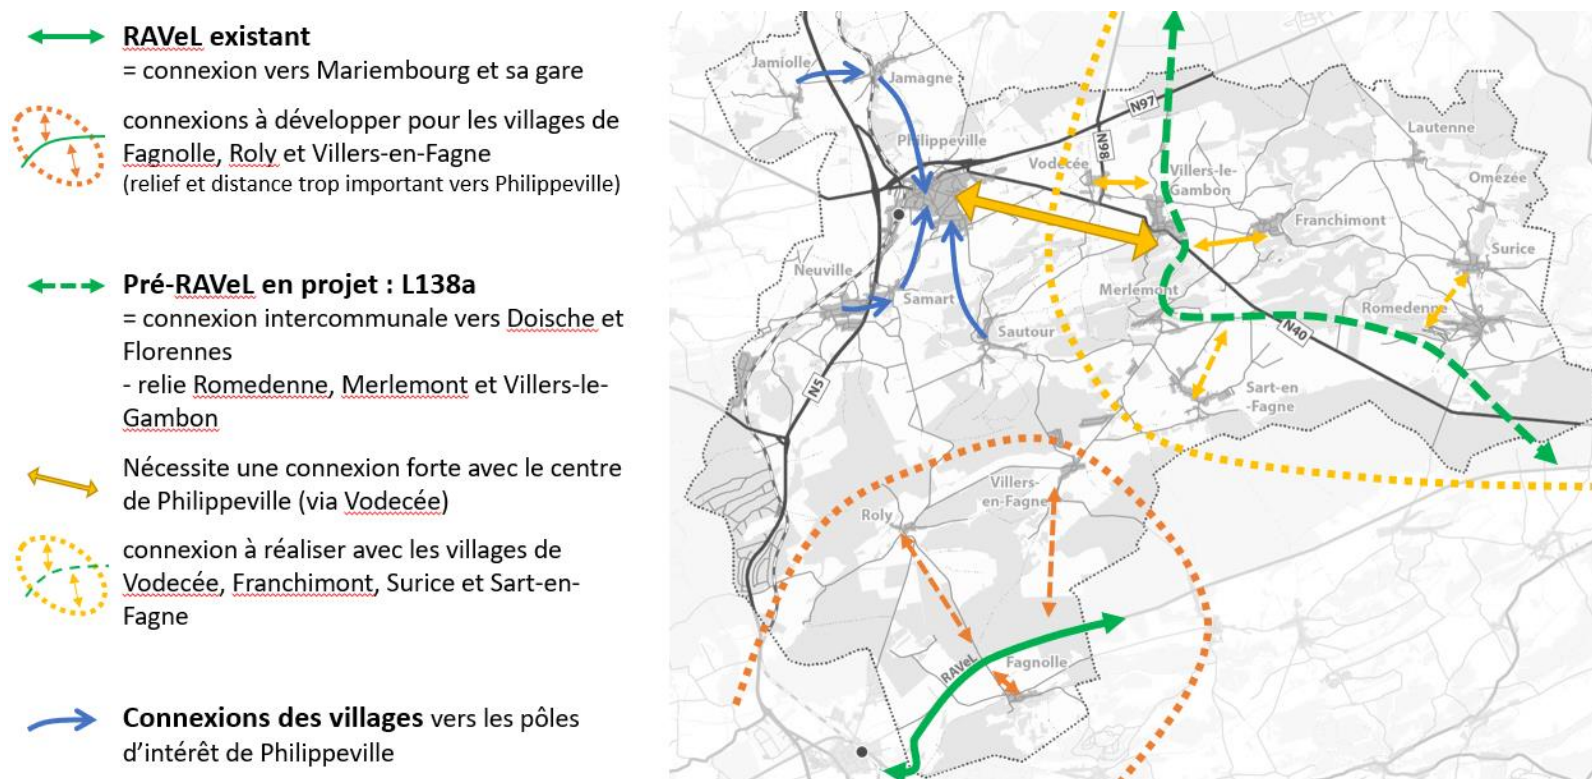 RAVeL existant
= connexion vers Mariembourg et sa gare
connexions à développer pour les villages de
Fagnolle, Roly et Villers-en-Fagne
(relief et distance trop important vers Philippeville)
Pré-RAVeL en projet : L138a
= connexion intercommunale vers Doische et
Florennes
- relie Romedenne, Merlemont et Villers-le-
Gambon
Nécessite une connexion forte avec le centre
de Philippeville (via Vodecée)
connexion à réaliser avec les villages de
Vodecée, Franchimont, Surice et Sart-en-
Fagne
Connexions des villages vers les pôles
d’intérêt de Philippeville
Jamiolle
Jamagne
N97
Philippeville
N98
Lautenne
Vodecée
Villers-le-
Gambon
Omezée
Franchimont
Surice
Neuville
Samart
Merlemont
Romedenne
Sautour
N40
N5
Sart-en
-Fagne
Villers-
en-Fagne
Roly
RAVeL
Fagnolle